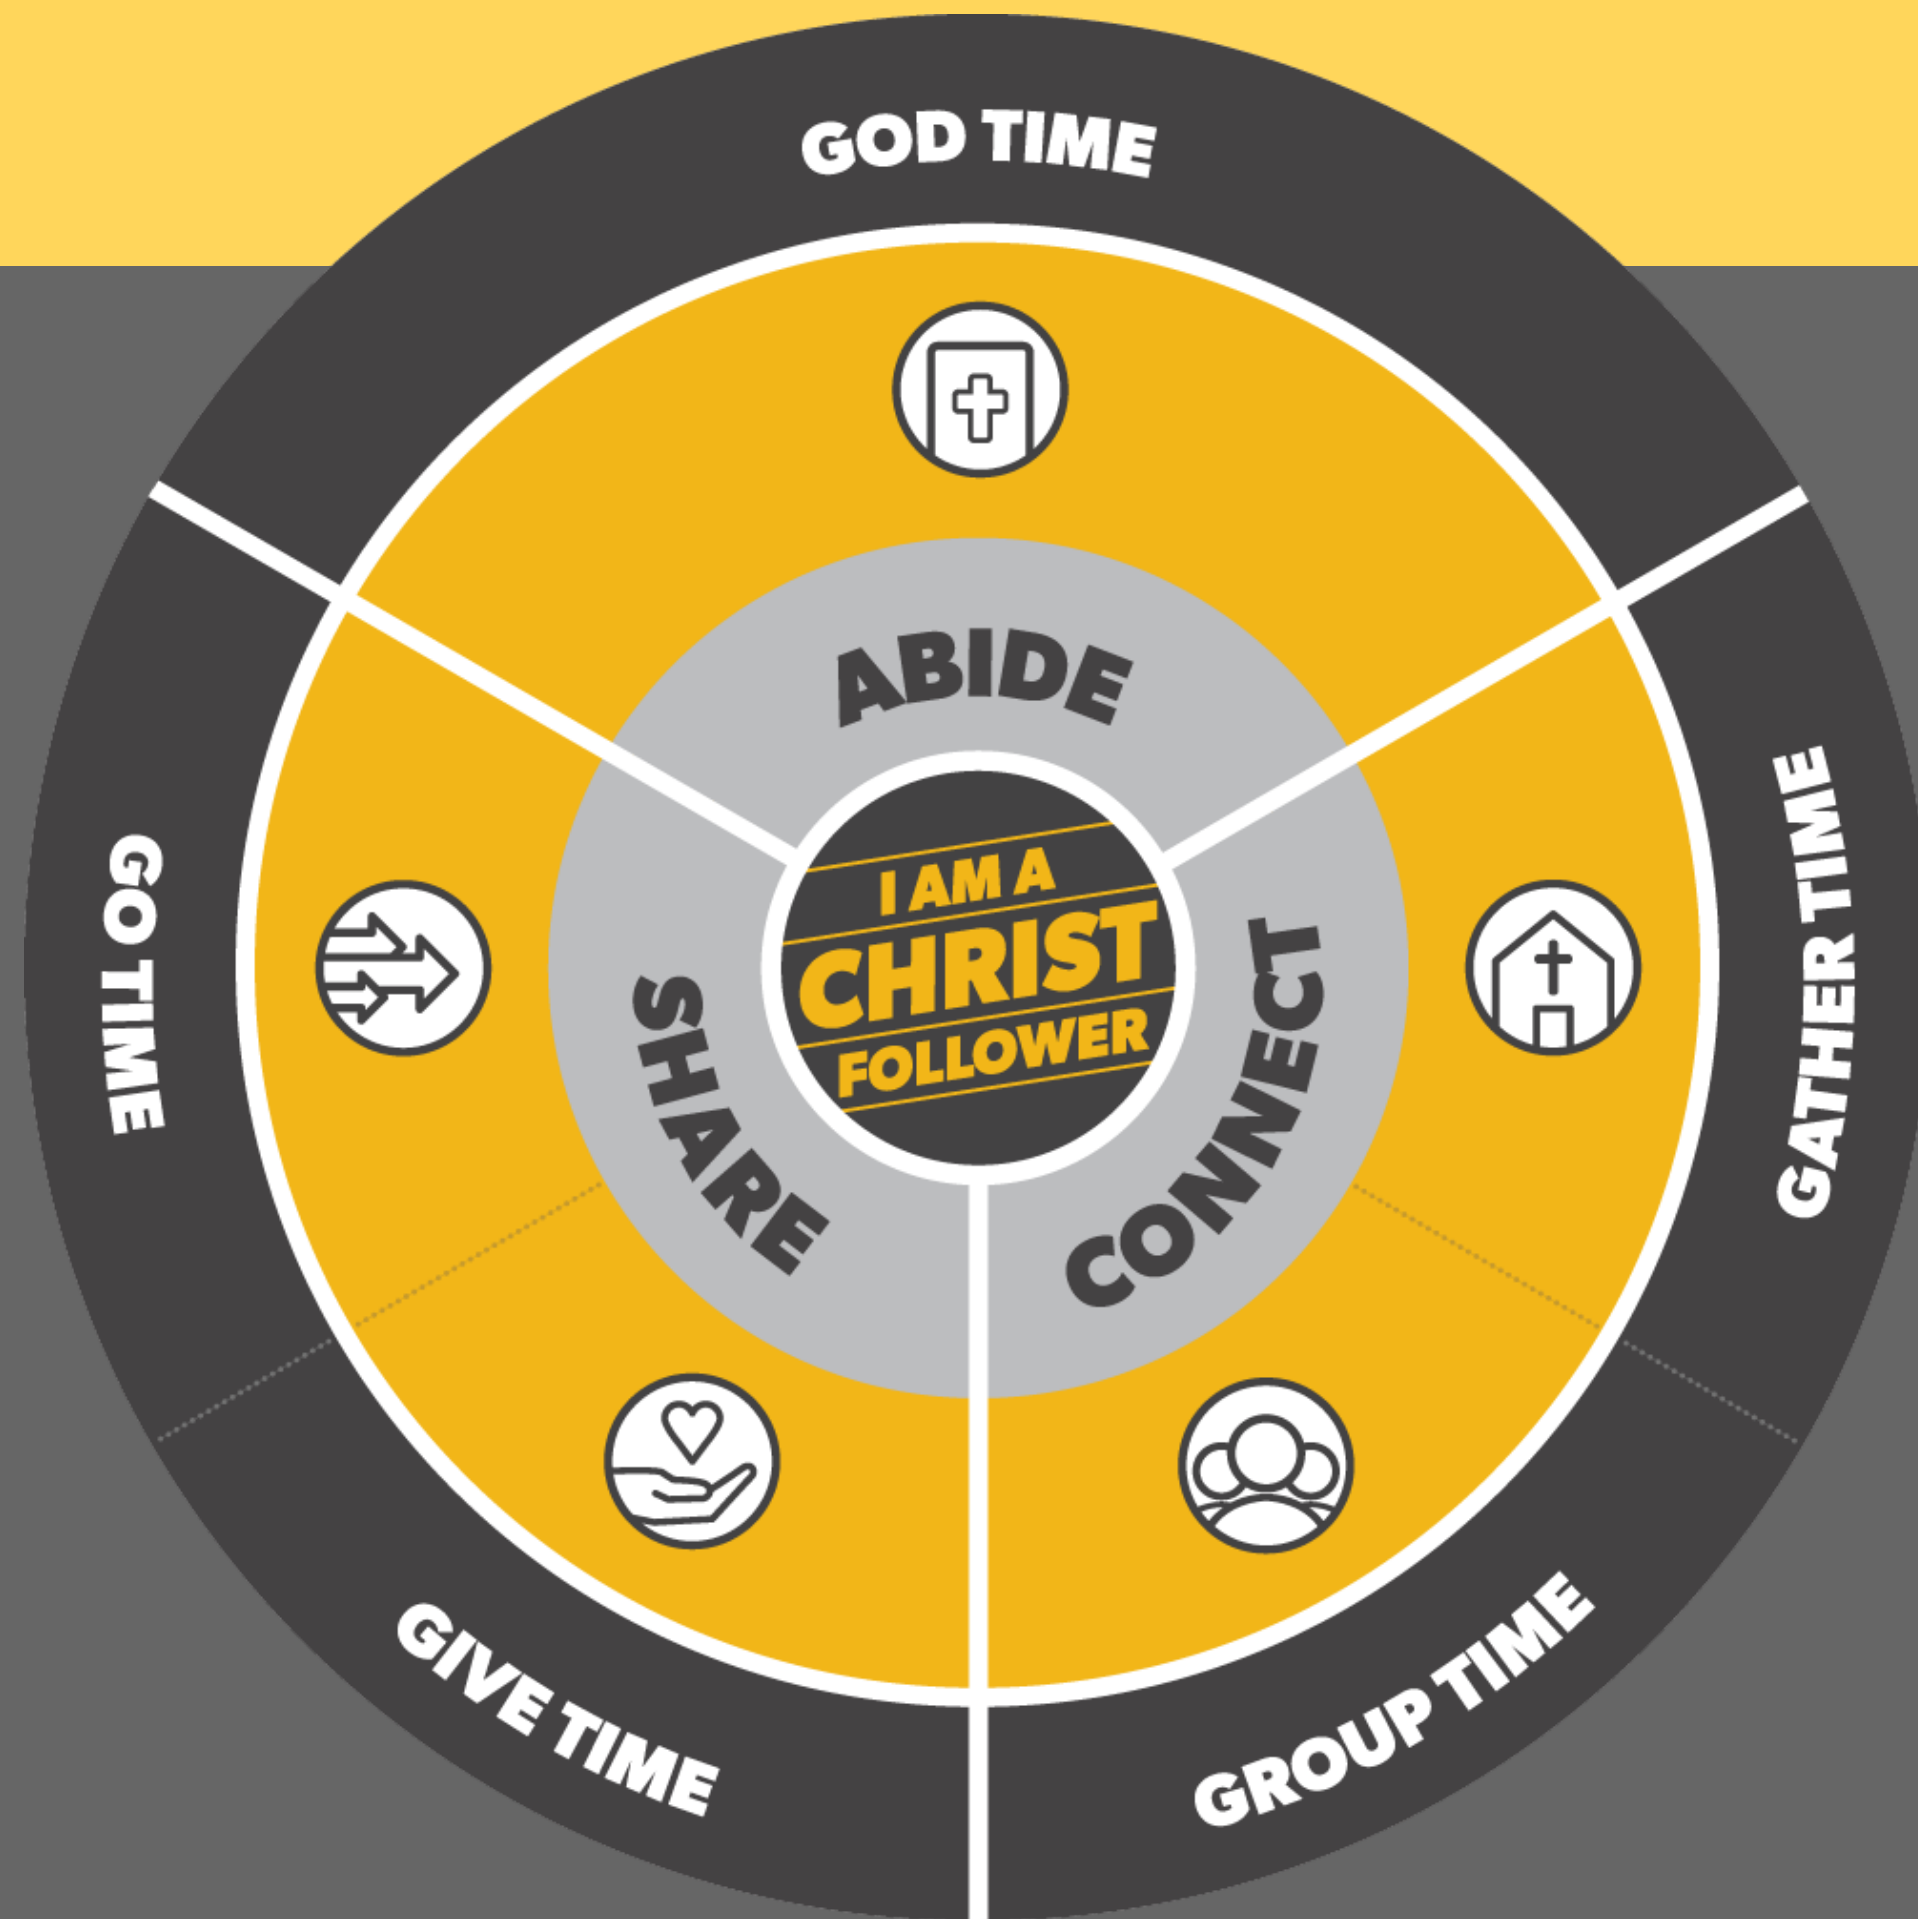 GOD TIME
ABIDE
I AM A
CHRIST
FOLLOWER
GATHER TIME
CONNECT
GROUP TIME
SHARE
GO TIME
GIVE TIME